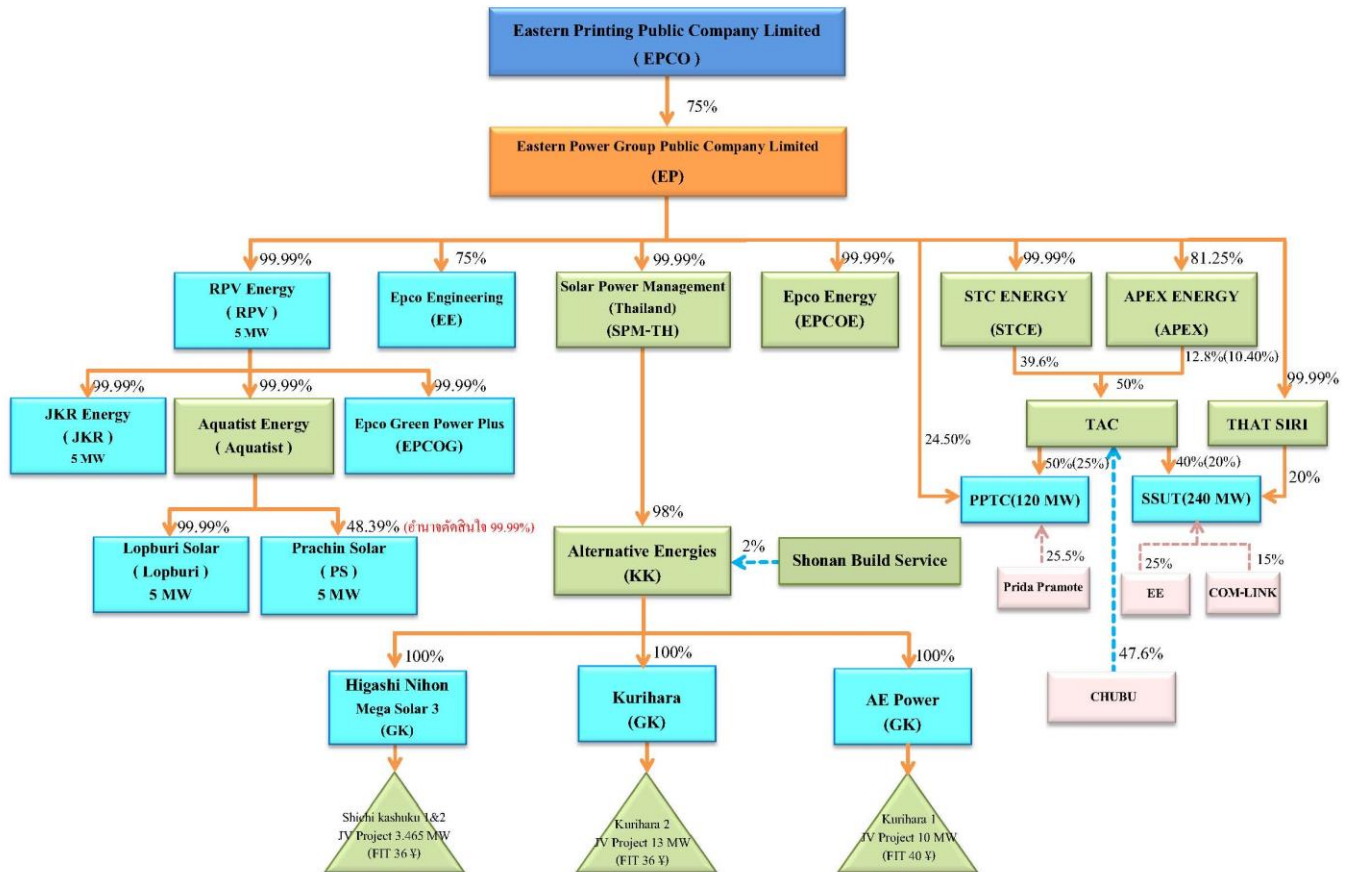 Eastern Printing Public Company Limited
( EPCO )
75%
Eastern Power Group Public Company Limited
(EP)
99.99%
75%
99.99%
99.99%
99.99%
81.25%
RPV Energy
( RPV )
5 MW
Epco Engineering
(EE)
Solar Power Management
(Thailand)
(SPM-TH)
Epco Energy
(EPCOE)
STC ENERGY
(STCE)
APEX ENERGY
(APEX)
39.6%
12.8%(10.40%)
50%
99.99%
99.99%
99.99%
99.99%
JKR Energy
( JKR )
5 MW
Aquatist Energy
( Aquatist )
Epco Green Power Plus
(EPCOG)
TAC
THAT SIRI
24.50%
50%(25%)
40%(20%)
20%
PPTC(120 MW)
SSUT(240 MW)
99.99%
48.39% (อำนาจตัดสินใจ 99.99%)
98%
Lopburi Solar
( Lopburi )
5 MW
Prachin Solar
( PS )
5 MW
Alternative Energies
(KK)
2%
Shonan Build Service
25.5%
25%
15%
Prida Pramote
EE
COM-LINK
47.6%
CHUBU
100%
100%
100%
Higashi Nihon
Mega Solar 3
(GK)
Kurihara
(GK)
AE Power
(GK)
Shichi kashuku 1&2
JV Project 3.465 MW
(FIT 36 ¥)
Kurihara 2
JV Project 13 MW
(FIT 36 ¥)
Kurihara 1
JV Project 10 MW
(FIT 40 ¥)